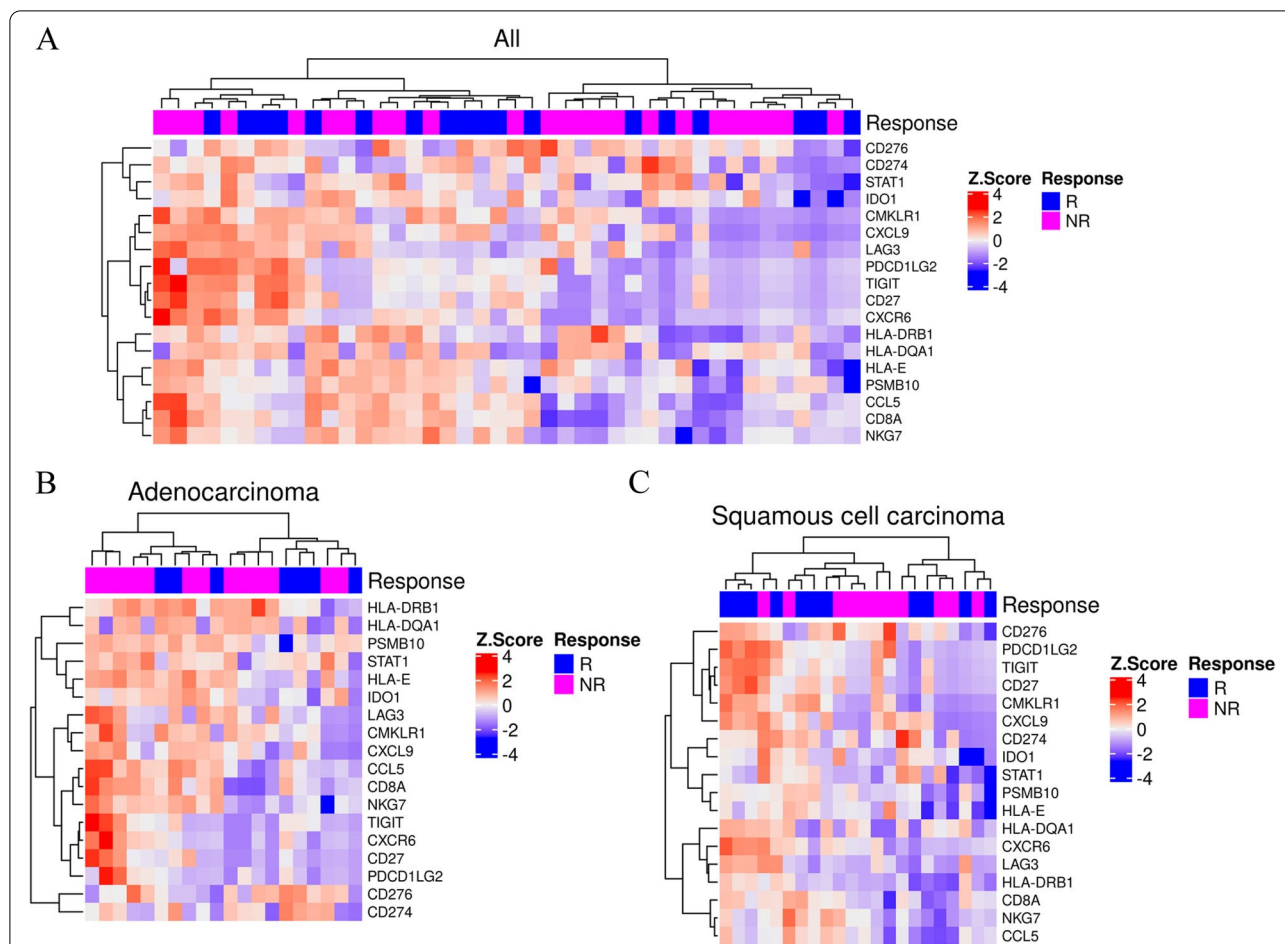 A
All
Response
CD276
CD274
STAT1
IDO1
CMKLR1
CXCL9
LAG3
PDCD1LG2
TIGIT
CD27
CXCR6
HLA-DRB1
HLA-DQA1
HLA-E
PSMB10
CCL5
CD8A
NKG7
Z.Score Response
4 R
2 NR
0
-2
-4
B
Adenocarcinoma
Response
HLA-DRB1
HLA-DQA1
PSMB10
STAT1
HLA-E
IDO1
LAG3
CMKLR1
CXCL9
CCL5
CD8A
NKG7
TIGIT
CXCR6
CD27
PDCD1LG2
CD276
CD274
Z.Score Response
4 R
2 NR
0
-2
-4
C
Squamous cell carcinoma
Response
CD276
PDCD1LG2
TIGIT
CD27
CMKLR1
CXCL9
CD274
IDO1
STAT1
PSMB10
HLA-E
HLA-DQA1
CXCR6
LAG3
HLA-DRB1
CD8A
NKG7
CCL5
Z.Score Response
4 R
2 NR
0
-2
-4